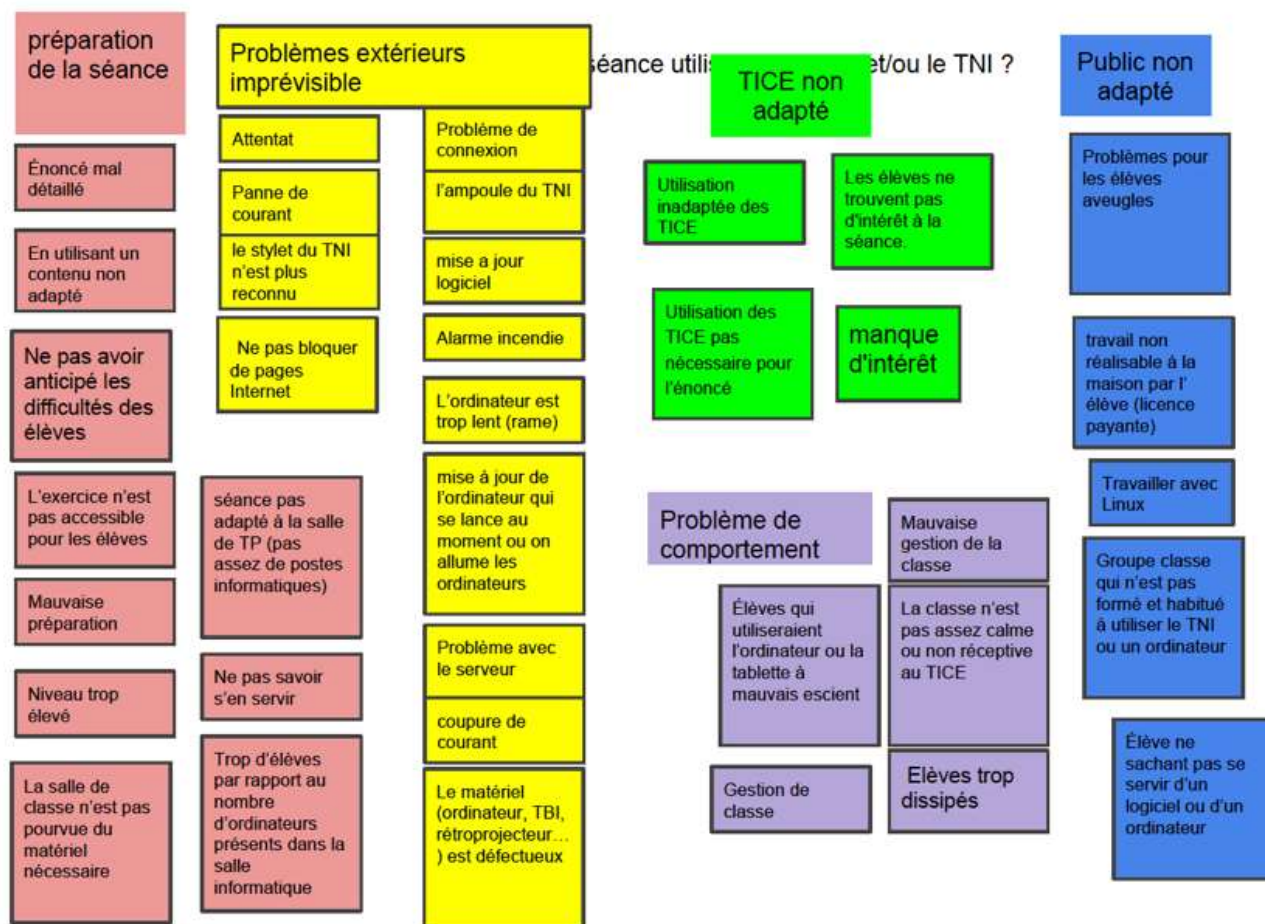 préparation
de la séance
Énoncé mal
détaillé
En utilisant un
contenu non
adapté
Ne pas avoir
anticipé les
difficultés des
élèves
L'exercice n'est
pas accessible
pour les élèves
Mauvaise
préparation
Niveau trop
élevé
La salle de
classe n'est pas
pourvue du
matériel
nécessaire
séance pas
adapté à la salle
de TP (pas
assez de postes
informatiques)
Ne pas savoir
s'en servir
Trop d'élèves
par rapport au
nombre
d'ordinateurs
présents dans la
salle
informatique
Problèmes extérieurs
imprévisible
Attentat
Panne de
courant
le stylet du TNI
n'est plus
reconnu
Ne pas bloquer
de pages
Internet
Problème de
connexion
l'ampoule du TNI
mise a jour
logiciel
Alarme incendie
L'ordinateur est
trop lent (rame)
mise à jour de
l'ordinateur qui
se lance au
moment ou on
allume les
ordinateurs
Problème avec
le serveur
coupure de
courant
Le matériel
(ordinateur, TBI,
rétroprojecteur…
) est défectueux
séance utilis et/ou le TNI ?
TICE non
adapté
Utilisation
inadaptée des
TICE
Les élèves ne
trouvent pas
d'intérêt à la
séance.
Utilisation des
TICE pas
nécessaire pour
l'énoncé
manque
d'intérêt
Problème de
comportement
Mauvaise
gestion de la
classe
Élèves qui
utiliseraient
l'ordinateur ou la
tablette à
mauvais escient
La classe n'est
pas assez calme
ou non réceptive
au TICE
Gestion de
classe
Elèves trop
dissipés
Public non
adapté
Problèmes pour
les élèves
aveugles
travail non
réalisable à la
maison par l'
élève (licence
payante)
Travailler avec
Linux
Groupe classe
qui n'est pas
formé et habitué
à utiliser le TNI
ou un ordinateur
Élève ne
sachant pas se
servir d'un
logiciel ou d'un
ordinateur